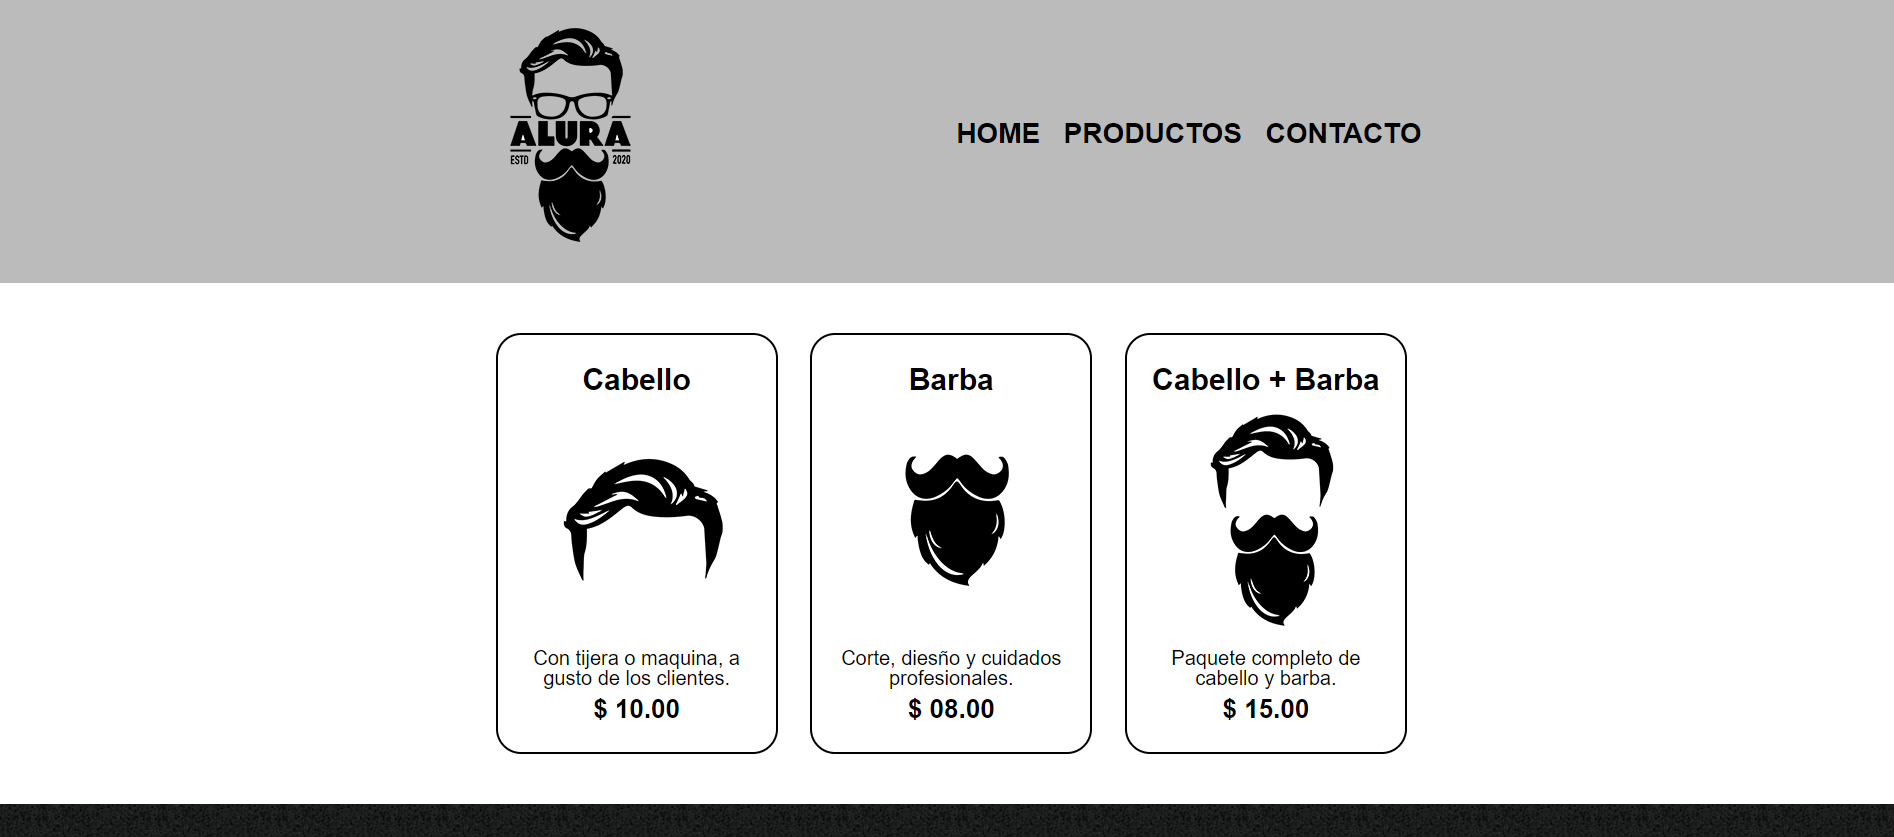 ALURA
ESTD 2020
HOME PRODUCTOS CONTACTO
Cabello
Con tijera o maquina, a
gusto de los clientes.
$ 10.00
Barba
Corte, diesño y cuidados
profesionales.
$ 08.00
Cabello + Barba
Paquete completo de
cabello y barba.
$ 15.00